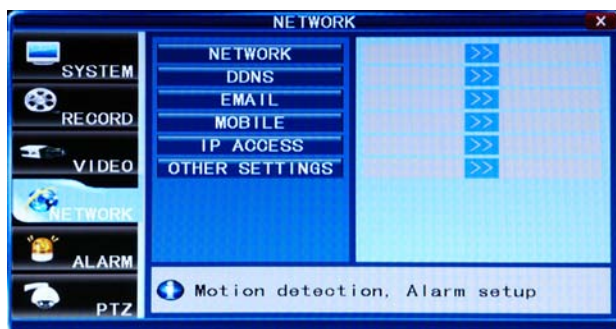 NETWORK
X
SYSTEM
RECORD
VIDEO
NETWORK
ALARM
PTZ
NETWORK >>
DDNS >>
EMAIL >>
MOBILE >>
IP ACCESS >>
OTHER SETTINGS >>
Motion detection, Alarm setup